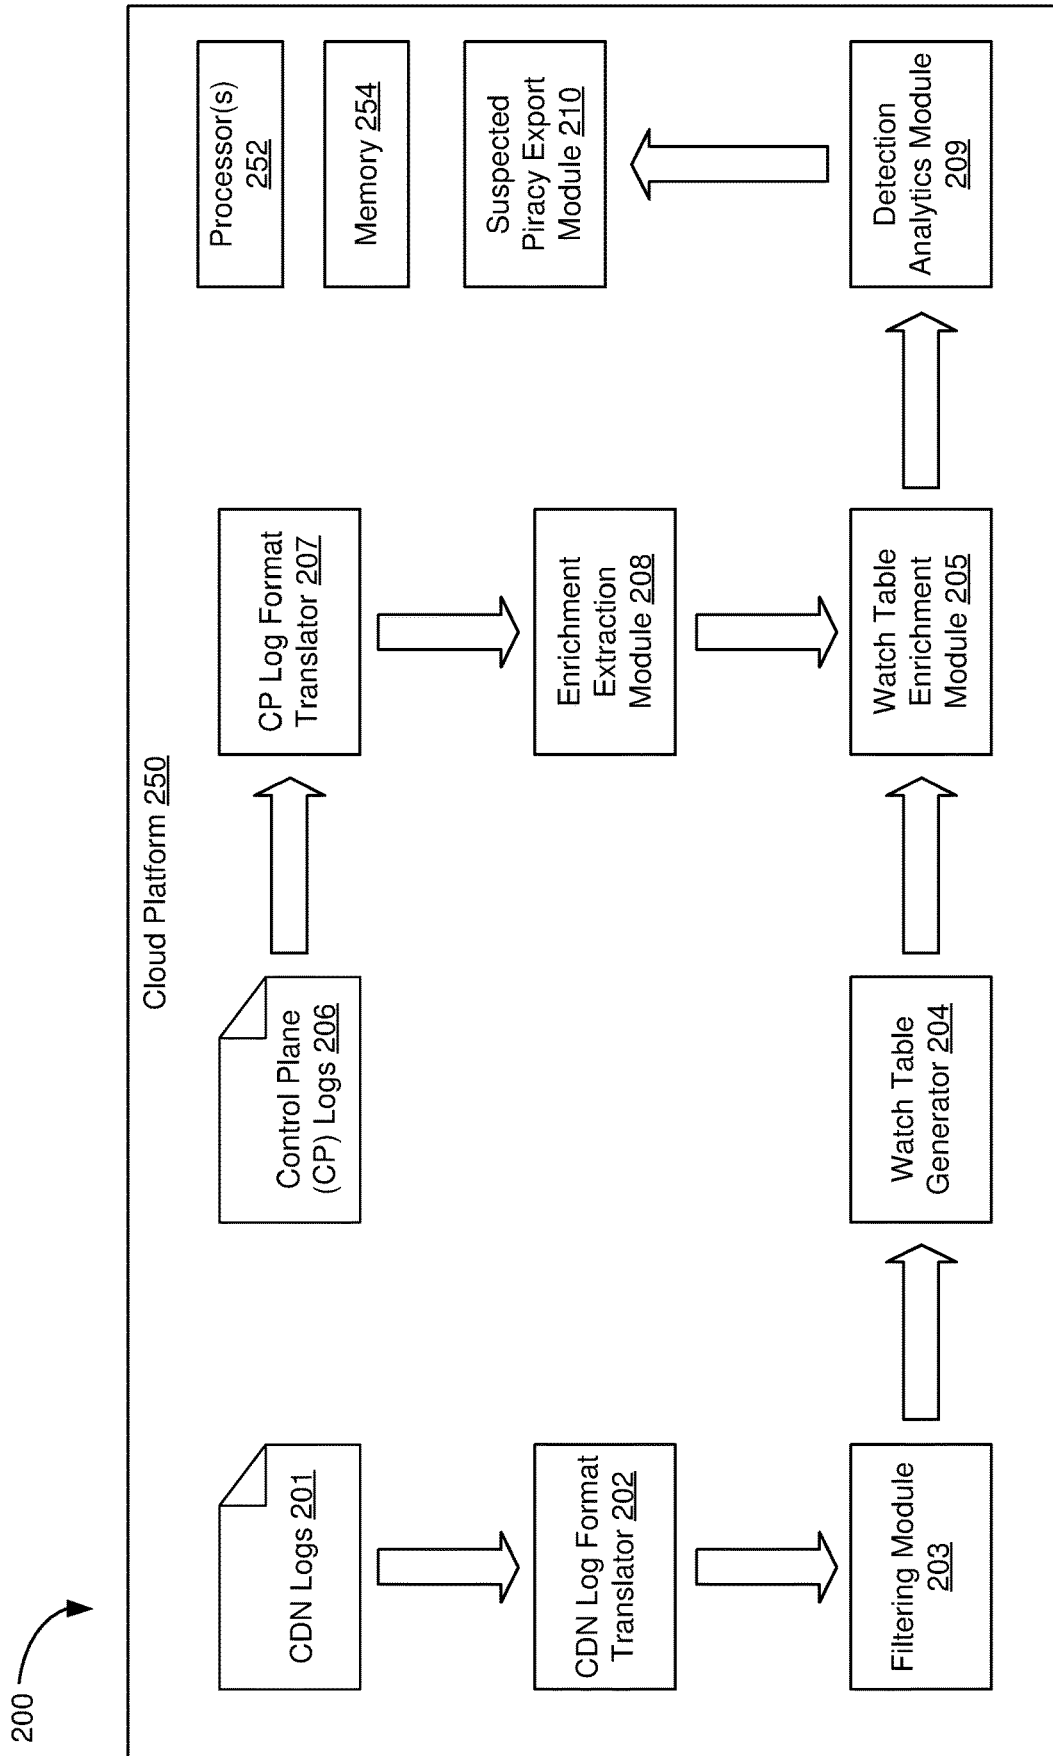 200
Cloud Platform 250
CDN Logs 201
Control Plane
(CP) Logs 206
CP Log Format
Translator 207
Processor(s)
252
Memory 254
CDN Log Format
Translator 202
Enrichment
Extraction
Module 208
Suspected
Piracy Export
Module 210
Filtering Module
203
Watch Table
Generator 204
Watch Table
Enrichment
Module 205
Detection
Analytics Module
209